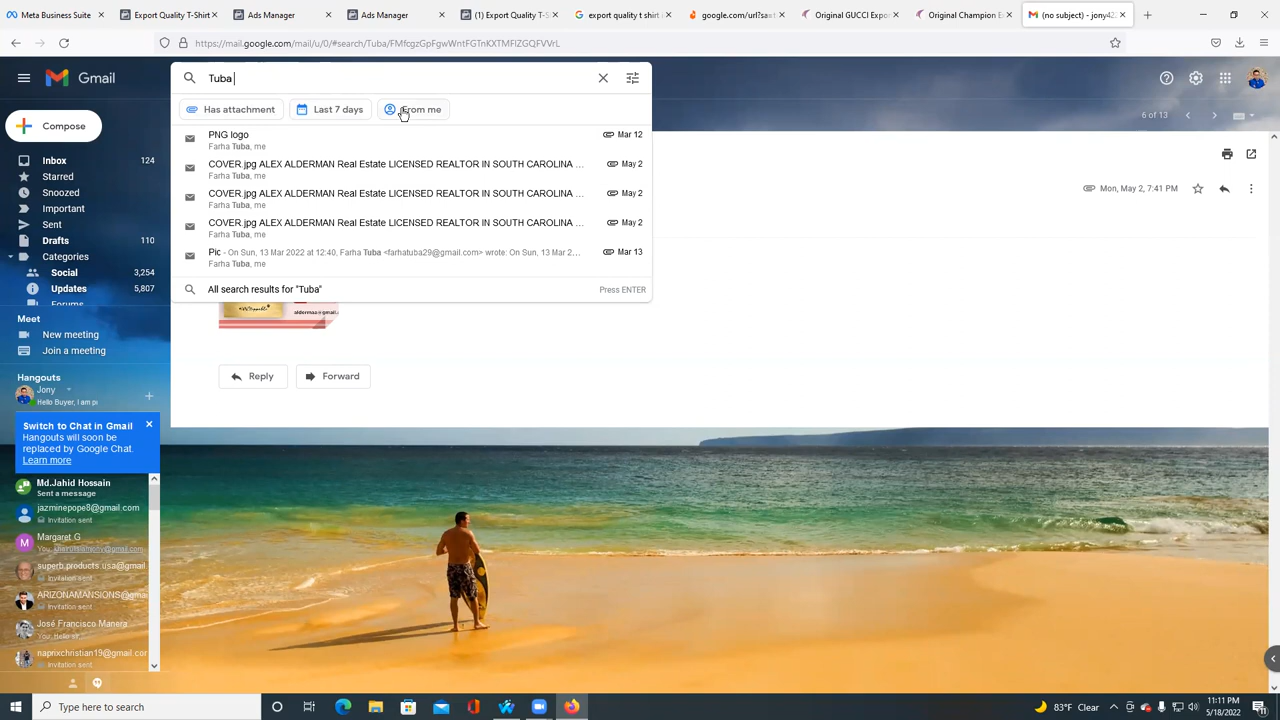 Meta Business Suite
Export Quality T-Shirt
Ads Manager
Ads Manager
(1) Export Quality T-S
export quality t shirt
google.com/url?sa=t
Original GUCCI Expo
Original Champion E
(no subject) - jony42
https://mail.google.com/mail/u/0/#search/Tuba/FMfcgzGpFgwWntFGTnKXTMFlZGQFVVrL
Gmail
Tuba
Has attachment
Last 7 days
From me
6 of 13
Compose
PNG logo
Mar 12
Farha Tuba, me
COVER.jpg ALEX ALDERMAN Real Estate LICENSED REALTOR IN SOUTH CAROLINA ...
May 2
Farha Tuba, me
COVER.jpg ALEX ALDERMAN Real Estate LICENSED REALTOR IN SOUTH CAROLINA ...
May 2
Farha Tuba, me
COVER.jpg ALEX ALDERMAN Real Estate LICENSED REALTOR IN SOUTH CAROLINA ...
May 2
Farha Tuba, me
Pic - On Sun, 13 Mar 2022 at 12:40, Farha Tuba <farhatuba29@gmail.com> wrote: On Sun, 13 Mar 2...
Mar 13
Farha Tuba, me
All search results for "Tuba"
Press ENTER
Mon, May 2, 7:41 PM
Inbox 124
Starred
Snoozed
Important
Sent
Drafts 110
Categories
Social 3,254
Updates 5,807
Forums
Meet
New meeting
Join a meeting
Hangouts
Jony
Hello Buyer, I am pr
Switch to Chat in Gmail
Hangouts will soon be
replaced by Google Chat.
Learn more
Md.Jahid Hossain
Sent a message
jazminepope8@gmail.com
Invitation sent
Margaret G
You: khairulislamjony@gmail.com
superb.products.usa@gmail
Invitation sent
ARIZONAMANSIONS@gmai
Invitation sent
José Francisco Manera
You: Hello sir,
naprixchristian19@gmail.cor
Invitation sent
Reply
Forward
Type here to search
83°F Clear
11:11 PM
5/18/2022